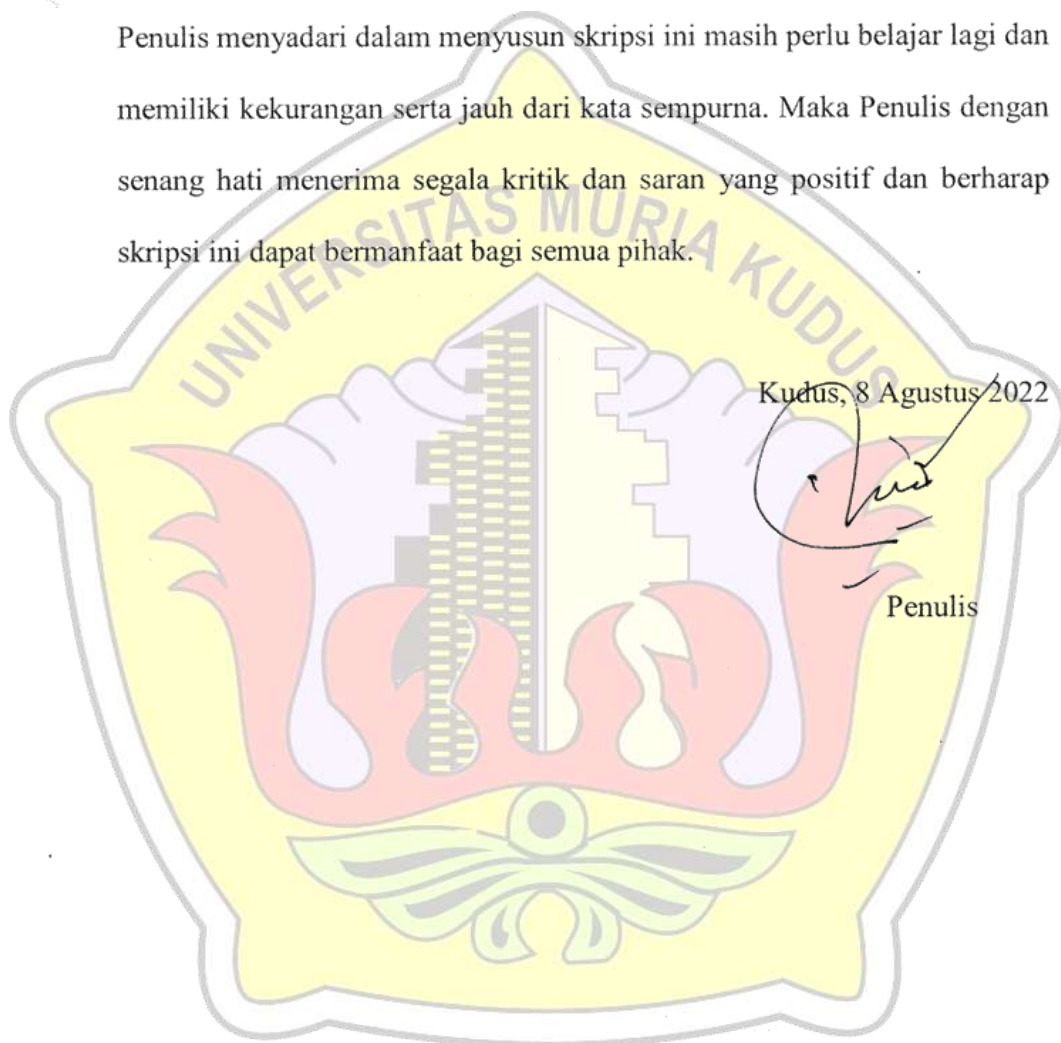 Penulis menyadari dalam menyusun skripsi ini masih perlu belajar lagi dan
memiliki kekurangan serta jauh dari kata sempurna. Maka Penulis dengan
senang hati menerima segala kritik dan saran yang positif dan berharap
skripsi ini dapat bermanfaat bagi semua pihak.
UNIVERSITAS MURIA KUDUS
Kudus, 8 Agustus 2022
Penulis